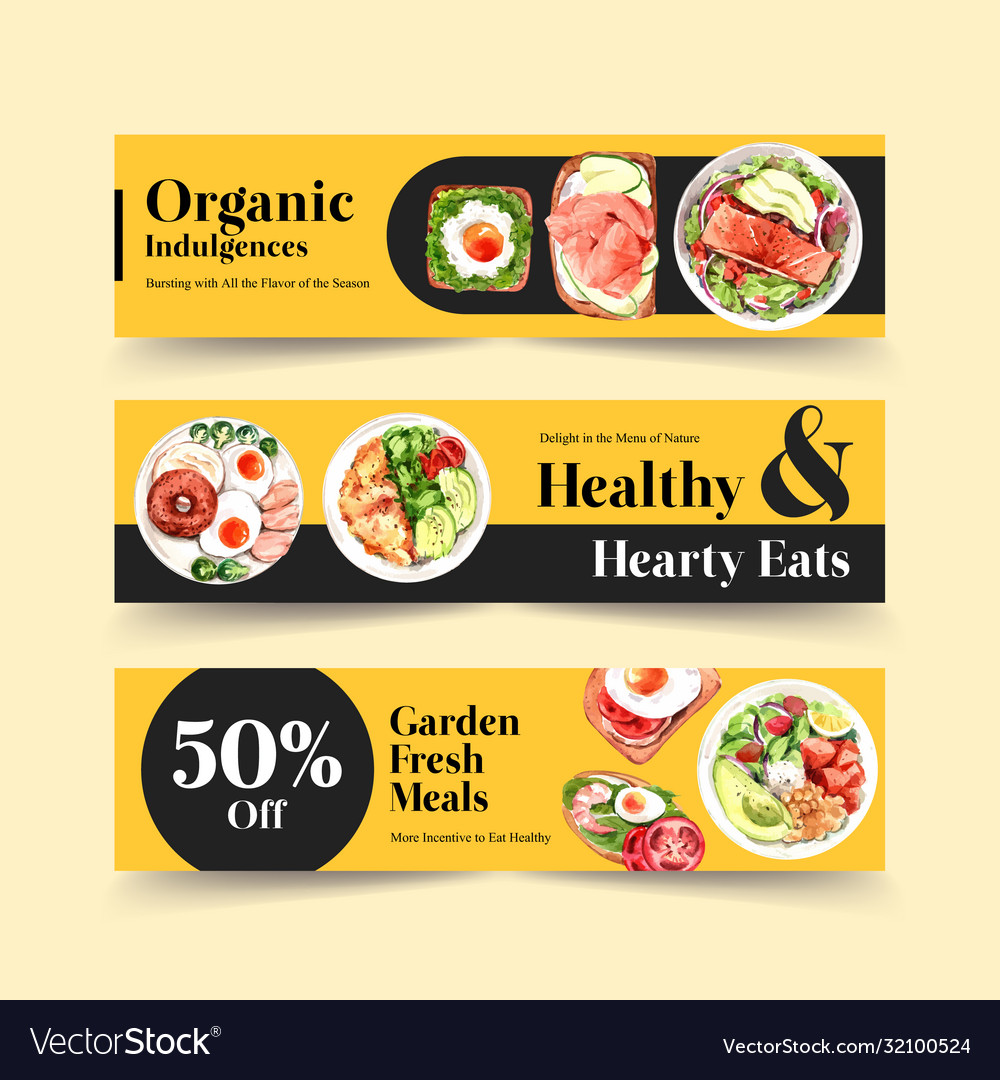 Organic
Indulgences
Bursting with All the Flavor of the Season
Delight in the Menu of Nature
Healthy &
Hearty Eats
50%
Off
Garden
Fresh
Meals
More Incentive to Eat Healthy
VectorStock®
VectorStock.com/32100524